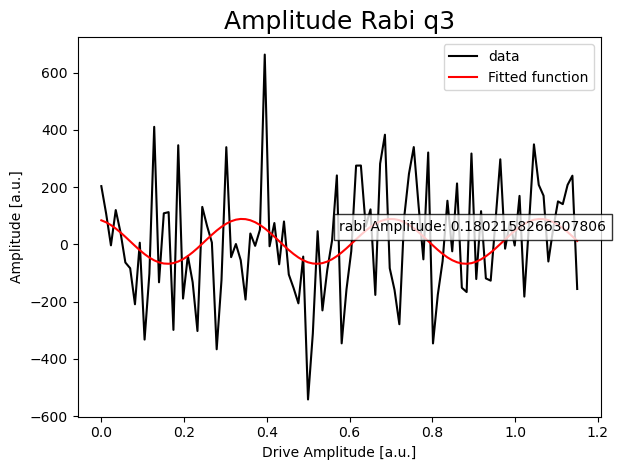 Amplitude Rabi q3
data
Fitted function
rabi Amplitude: 0.1802158266307806
Amplitude [a.u.]
600
400
200
0
−200
−400
−600
0.0 0.2 0.4 0.6 0.8 1.0 1.2
Drive Amplitude [a.u.]